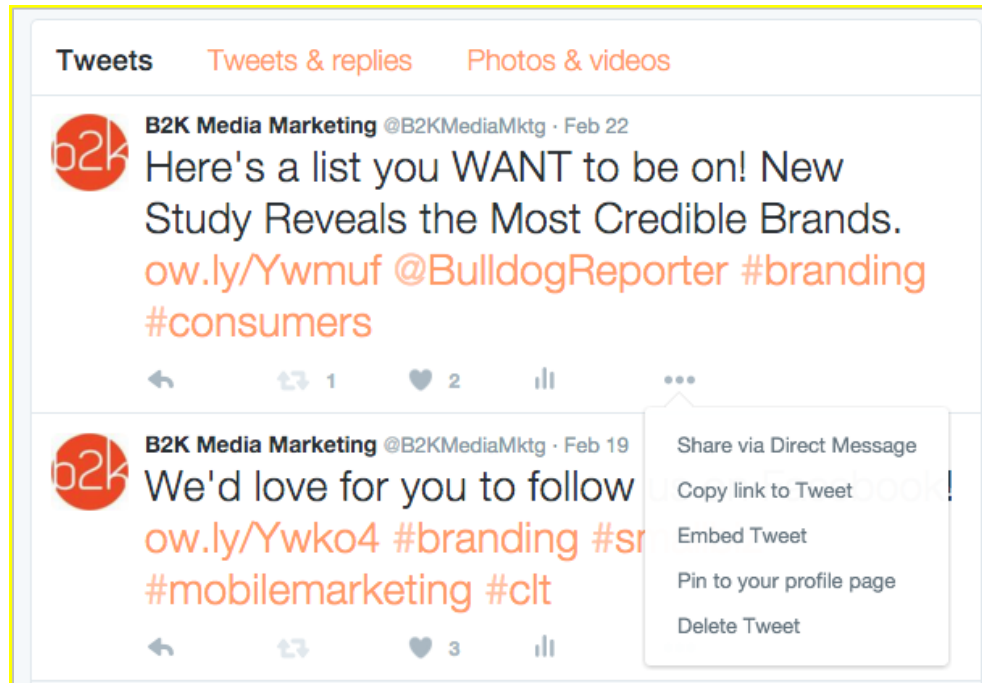 Tweets Tweets & replies Photos & videos
b2k
B2K Media Marketing @B2KMediaMktg · Feb 22
Here's a list you WANT to be on! New
Study Reveals the Most Credible Brands.
ow.ly/Ywmuf @BulldogReporter #branding
#consumers
1 2
b2k
B2K Media Marketing @B2KMediaMktg · Feb 19
We'd love for you to follow !
ow.ly/Ywko4 #branding
#mobilemarketing #clt
3
Share via Direct Message
Copy link to Tweet
Embed Tweet
Pin to your profile page
Delete Tweet